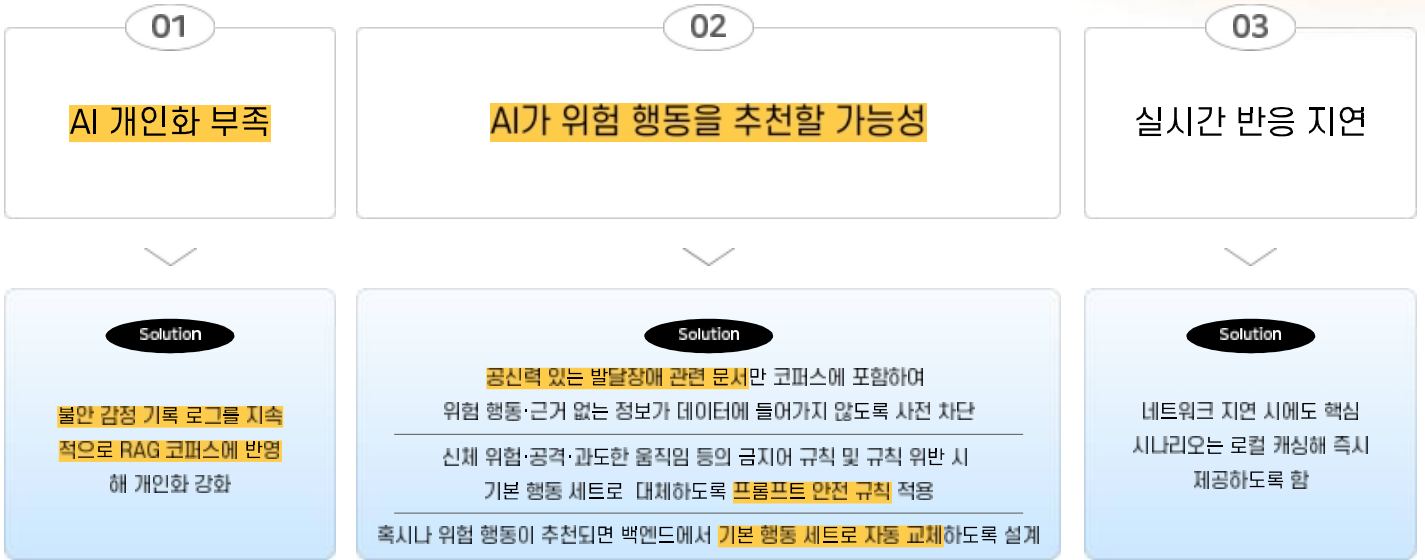 01
AI 개인화 부족
Solution
불안 감정 기록 로그를 지속
적으로 RAG 코퍼스에 반영
해 개인화 강화
02
AI가 위험 행동을 추천할 가능성
Solution
공신력 있는 발달장애 관련 문서만 코퍼스에 포함하여
위험 행동·근거 없는 정보가 데이터에 들어가지 않도록 사전 차단
신체 위험·공격·과도한 움직임 등의 금지어 규칙 및 규칙 위반 시
기본 행동 세트로 대체하도록 프롬프트 안전 규칙 적용
혹시나 위험 행동이 추천되면 백엔드에서 기본 행동 세트로 자동 교체하도록 설계
03
실시간 반응 지연
Solution
네트워크 지연 시에도 핵심
시나리오는 로컬 캐싱해 즉시
제공하도록 함